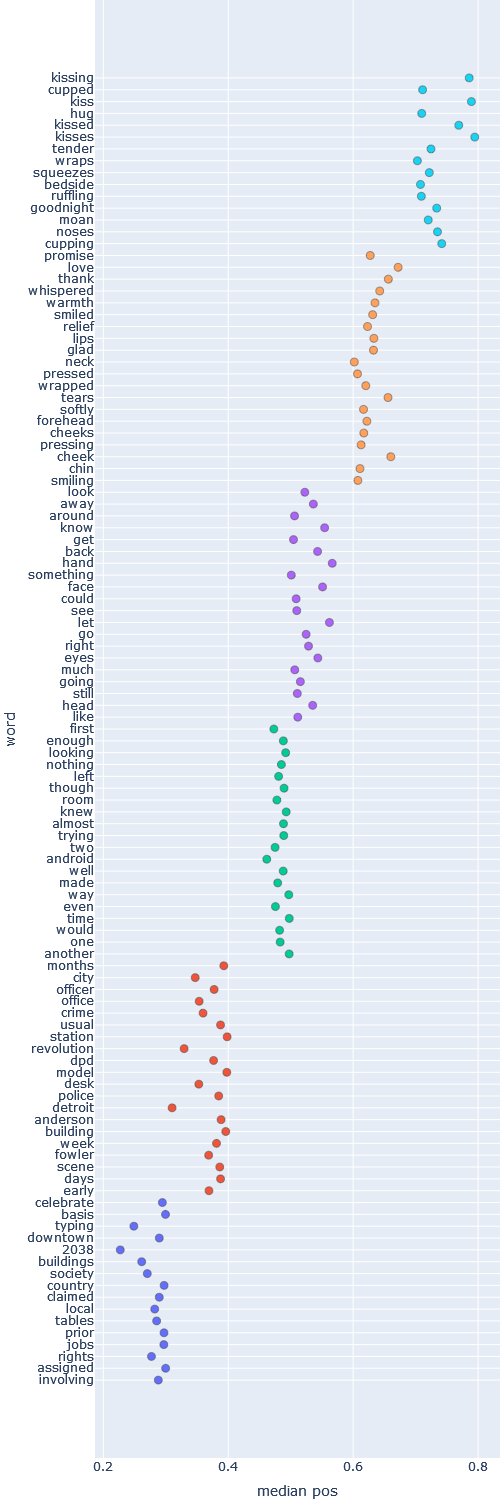 kissing
cupped
kiss
hug
kissed
kisses
tender
wraps
squeezes
bedside
ruffling
goodnight
moan
noses
cupping
promise
love
thank
whispered
warmth
smiled
relief
lips
glad
neck
pressed
wrapped
tears
softly
forehead
cheeks
pressing
cheek
chin
smiling
look
away
around
know
get
back
hand
something
face
could
see
let
go
right
eyes
much
going
still
head
like
first
enough
looking
nothing
left
though
room
knew
almost
trying
two
android
well
made
way
even
time
would
one
another
months
city
officer
office
crime
usual
station
revolution
dpd
model
desk
police
detroit
anderson
building
week
fowler
scene
days
early
celebrate
basis
typing
downtown
2038
buildings
society
country
claimed
local
tables
prior
jobs
rights
assigned
involving
word
0.2 0.4 0.6 0.8
median pos